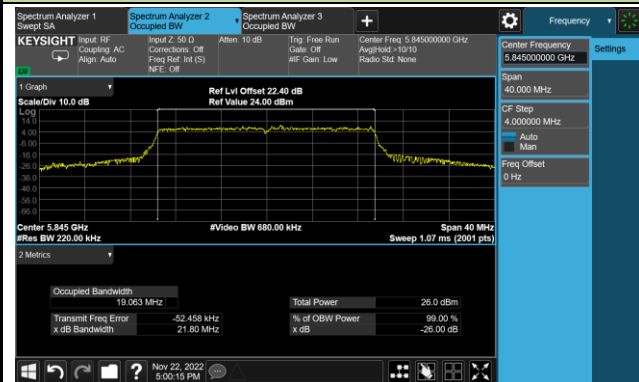 Spectrum Analyzer 1
Swept SA
Spectrum Analyzer 2
Occupied BW
Spectrum Analyzer 3
Occupied BW
Frequency
KEYSIGHT
Input: RF
Coupling: AC
Align: Auto
Input Z: 50 Ω
Corrections: Off
Freq Ref: Int (S)
NFE: Off
Atten: 10 dB
Trig: Free Run
Gate: Off
#IF Gain: Low
Center Freq: 5.845000000 GHz
Avg|Hold:>10/10
Radio Std: None
Center Frequency
5.845000000 GHz
Settings
Span
40.000 MHz
CF Step
4.000000 MHz
Auto
Man
Freq Offset
0 Hz
1 Graph
Scale/Div 10.0 dB
Ref Lvl Offset 22.40 dB
Ref Value 24.00 dBm
Log
14.0
4.00
-6.00
-16.0
-26.0
-36.0
-46.0
-56.0
-66.0
Center 5.845 GHz
#Res BW 220.00 kHz
#Video BW 680.00 kHz
Span 40 MHz
Sweep 1.07 ms (2001 pts)
2 Metrics
Occupied Bandwidth
19.063 MHz
Transmit Freq Error
-52.458 kHz
x dB Bandwidth
21.80 MHz
Total Power
26.0 dBm
% of OBW Power
99.00 %
x dB
-26.00 dB
?
Nov 22, 2022
5:00:15 PM